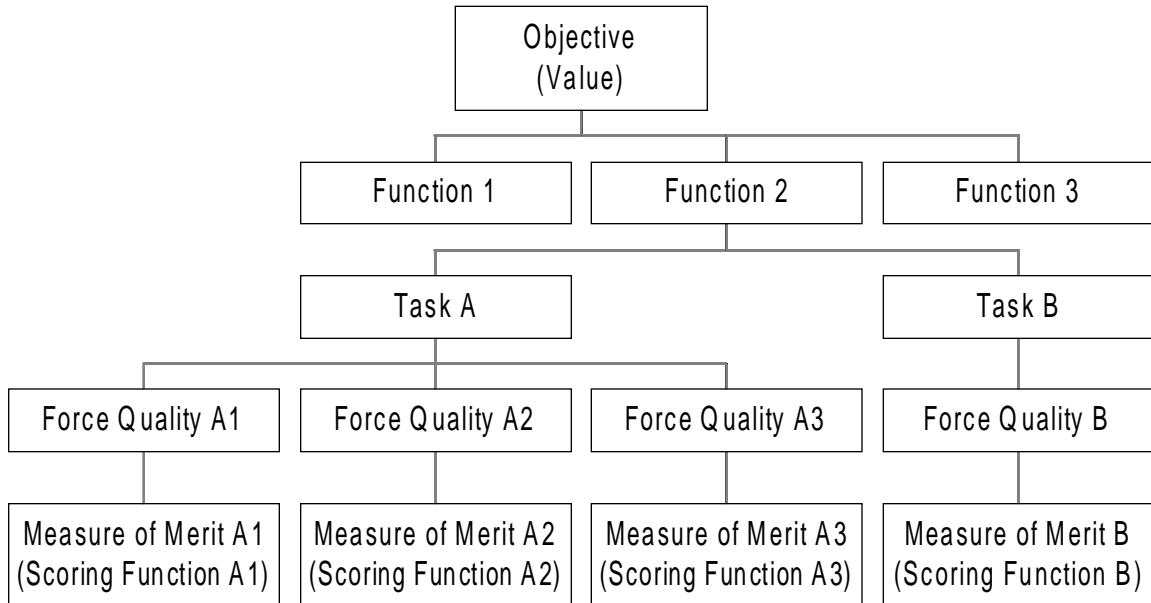 Objective
(Value)
Function 1
Function 2
Function 3
Task A
Task B
Force Quality A1
Force Quality A2
Force Quality A3
Force Quality B
Measure of Merit A1
(Scoring Function A1)
Measure of Merit A2
(Scoring Function A2)
Measure of Merit A3
(Scoring Function A3)
Measure of Merit B
(Scoring Function B)